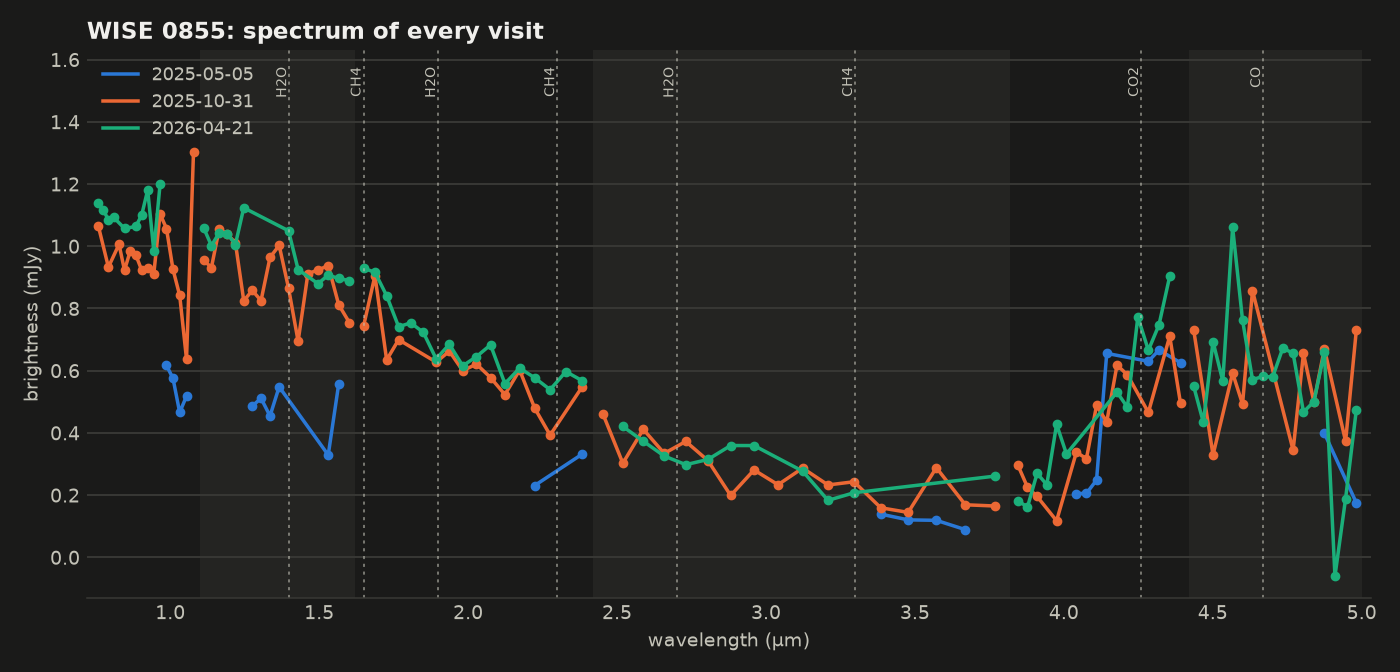 WISE 0855: spectrum of every visit
2025-05-05
2025-10-31
2026-04-21
H2O
CH4
H2O
CH4
H2O
CH4
CO2
CO
brightness (mJy)
1.6
1.4
1.2
1.0
0.8
0.6
0.4
0.2
0.0
1.0 1.5 2.0 2.5 3.0 3.5 4.0 4.5 5.0
wavelength (μm)